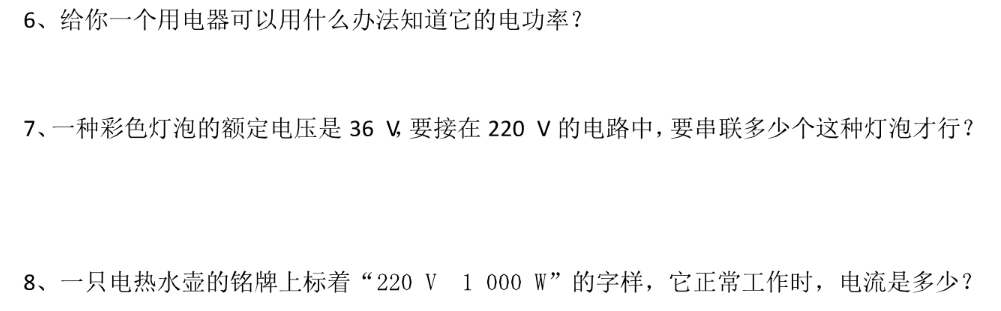 6、给你一个用电器可以用什么办法知道它的电功率？
7、一种彩色灯泡的额定电压是 36 V，要接在 220 V 的电路中，要串联多少个这种灯泡才行？
8、一只电热水壶的铭牌上标着“220 V 1 000 W”的字样，它正常工作时，电流是多少？